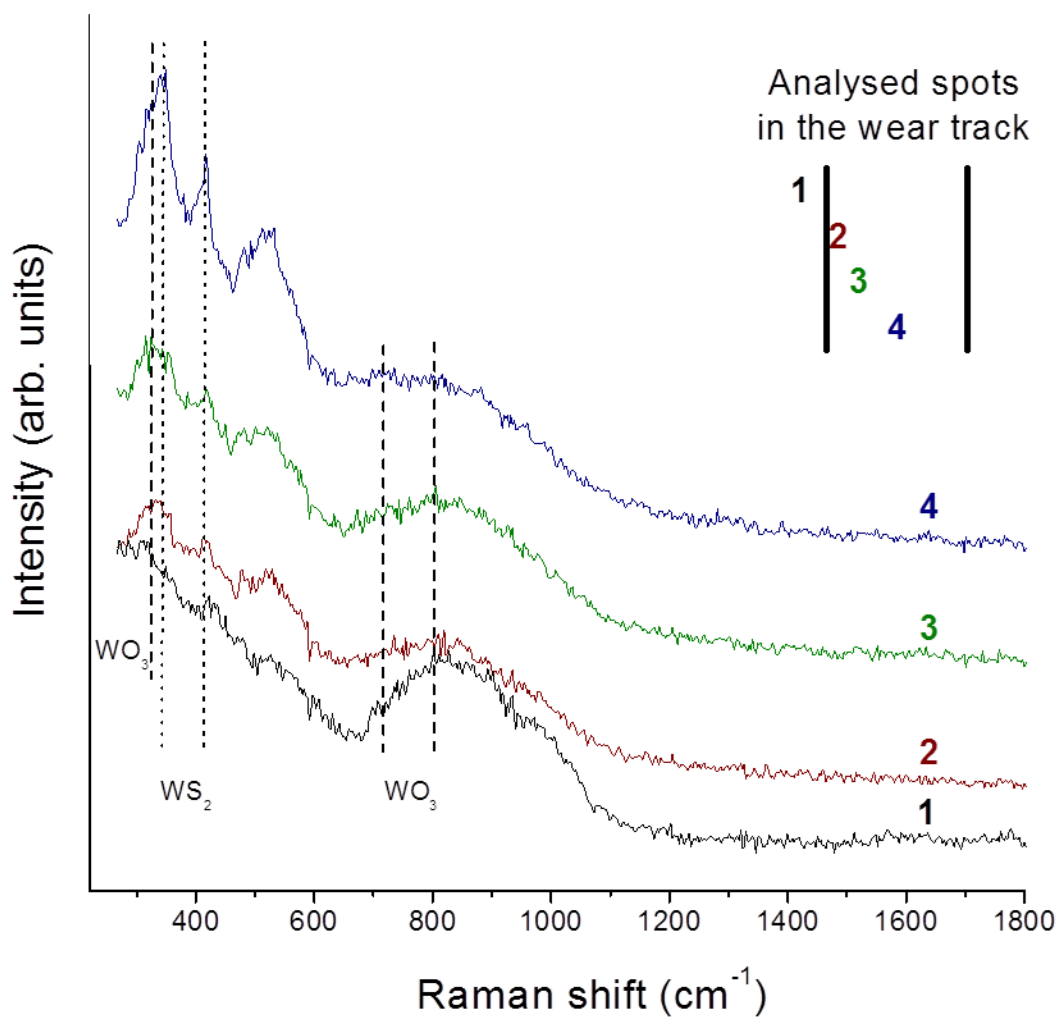 Analysed spots
in the wear track
1
2
3
4
Intensity (arb. units)
4
3
WO₃
2
WS₂
WO₃
1
400 600 800 1000 1200 1400 1600 1800
Raman shift (cm⁻¹)